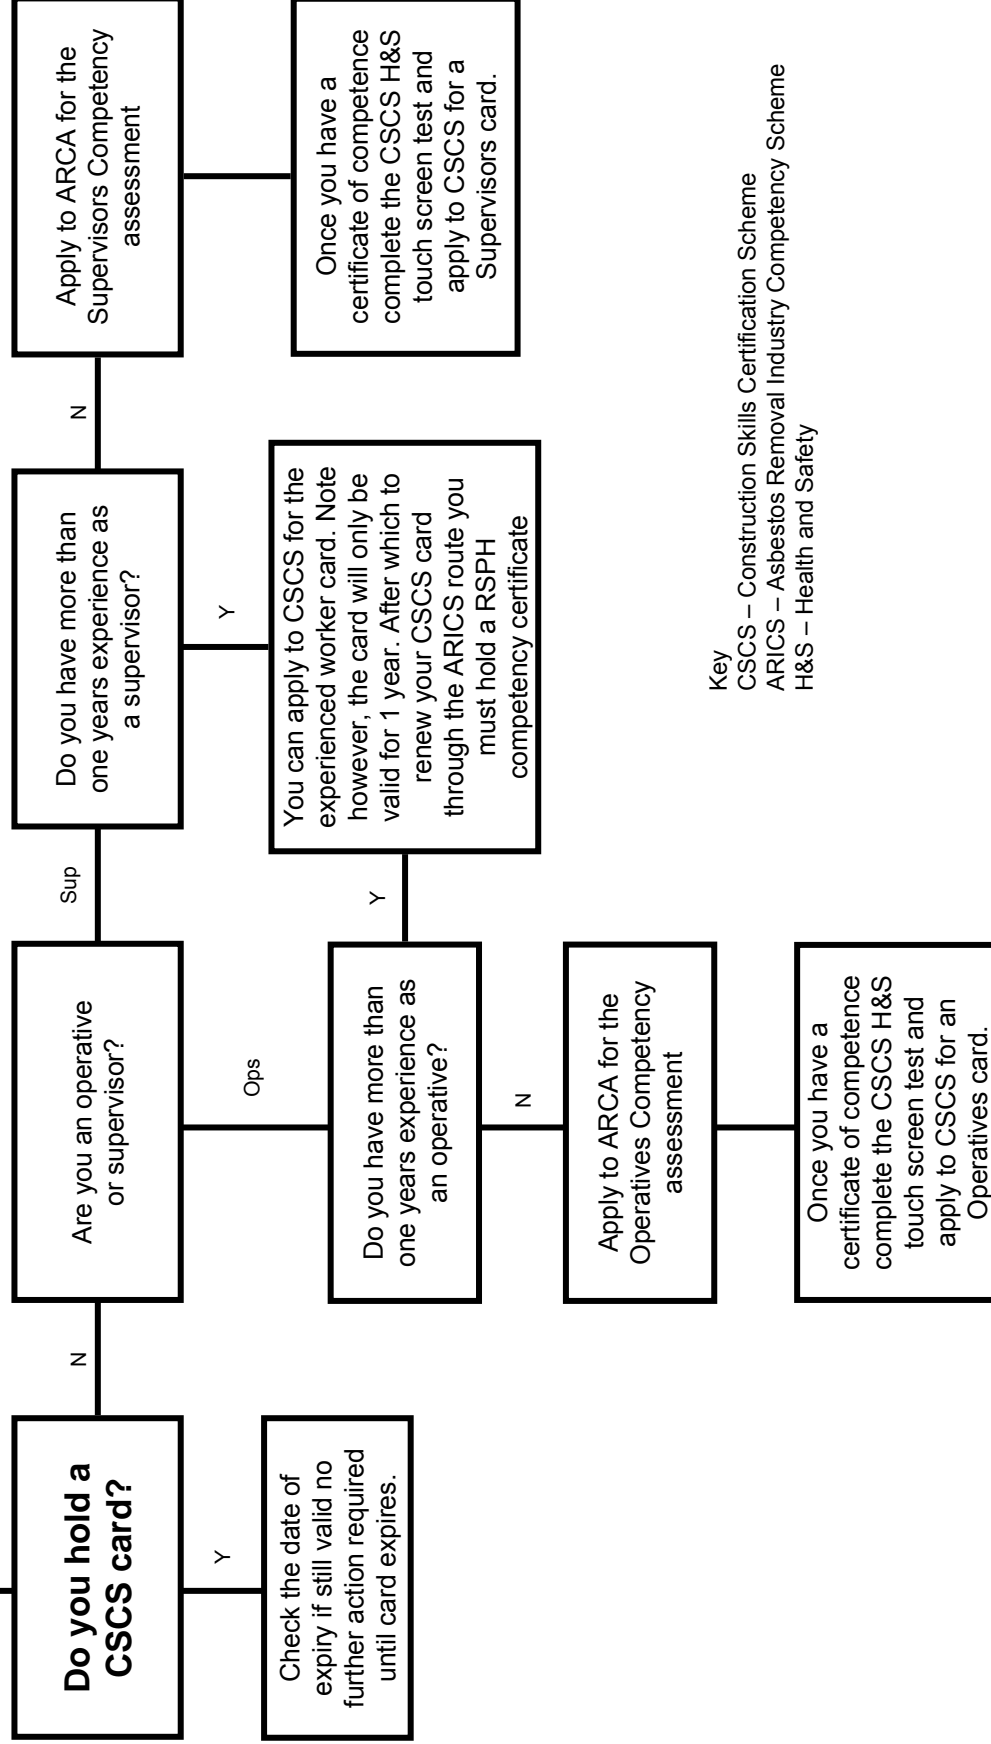 Do you hold a
CSCS card?
N
Y
Check the date of
expiry if still valid no
further action required
until card expires.
Are you an operative
or supervisor?
Sup
Ops
Do you have more than
one years experience as
a supervisor?
N
Y
Apply to ARCA for the
Supervisors Competency
assessment
Once you have a
certificate of competence
complete the CSCS H&S
touch screen test and
apply to CSCS for a
Supervisors card.
You can apply to CSCS for the
experienced worker card. Note
however, the card will only be
valid for 1 year. After which to
renew your CSCS card
through the ARICS route you
must hold a RSPH
competency certificate
Do you have more than
one years experience as
an operative?
Y
N
Apply to ARCA for the
Operatives Competency
assessment
Once you have a
certificate of competence
complete the CSCS H&S
touch screen test and
apply to CSCS for an
Operatives card.
Key
CSCS – Construction Skills Certification Scheme
ARICS – Asbestos Removal Industry Competency Scheme
H&S – Health and Safety